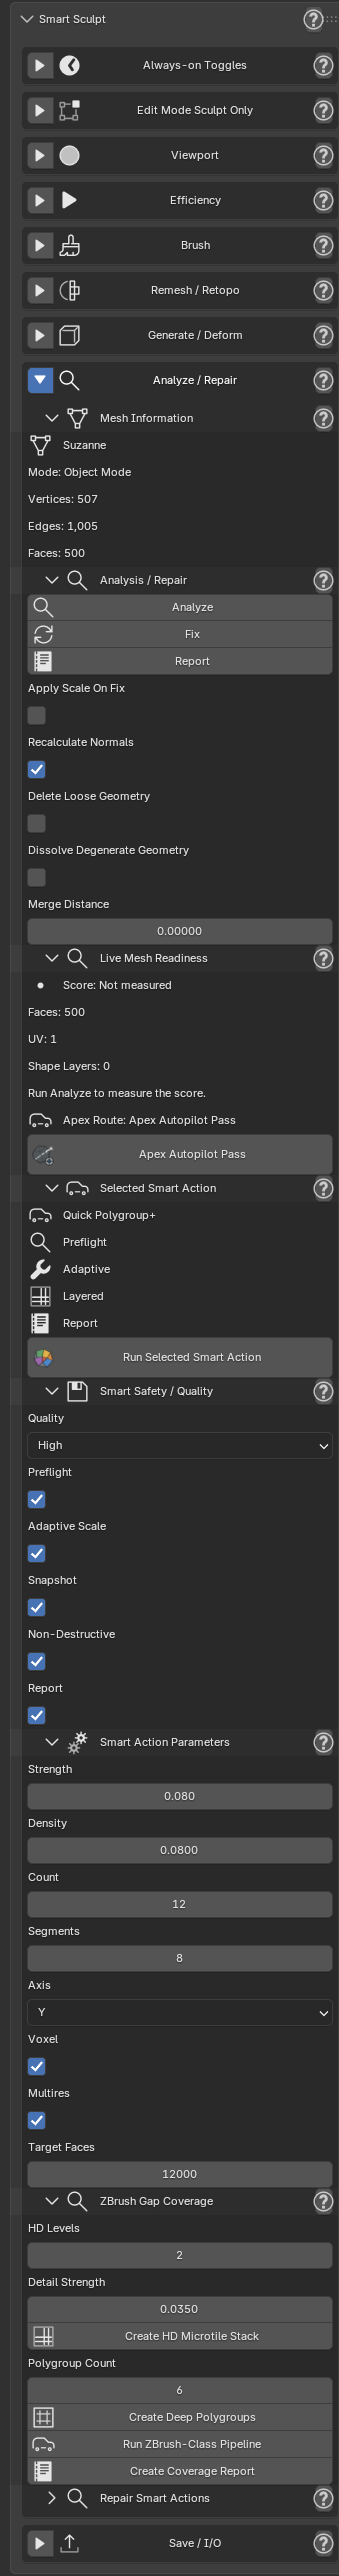 Smart Sculpt
Always-on Toggles
Edit Mode Sculpt Only
Viewport
Efficiency
Brush
Remesh / Retopo
Generate / Deform
Analyze / Repair
Mesh Information
Suzanne
Mode: Object Mode
Vertices: 507
Edges: 1,005
Faces: 500
Analysis / Repair
Analyze
Fix
Report
Apply Scale On Fix
Recalculate Normals
Delete Loose Geometry
Dissolve Degenerate Geometry
Merge Distance
0.00000
Live Mesh Readiness
Score: Not measured
Faces: 500
UV: 1
Shape Layers: 0
Run Analyze to measure the score.
Apex Route: Apex Autopilot Pass
Apex Autopilot Pass
Selected Smart Action
Quick Polygroup+
Preflight
Adaptive
Layered
Report
Run Selected Smart Action
Smart Safety / Quality
Quality
High
Preflight
Adaptive Scale
Snapshot
Non-Destructive
Report
Smart Action Parameters
Strength
0.080
Density
0.0800
Count
12
Segments
8
Axis
Y
Voxel
Multires
Target Faces
12000
ZBrush Gap Coverage
HD Levels
2
Detail Strength
0.0350
Create HD Microtile Stack
Polygroup Count
6
Create Deep Polygroups
Run ZBrush-Class Pipeline
Create Coverage Report
Repair Smart Actions
Save / I/O